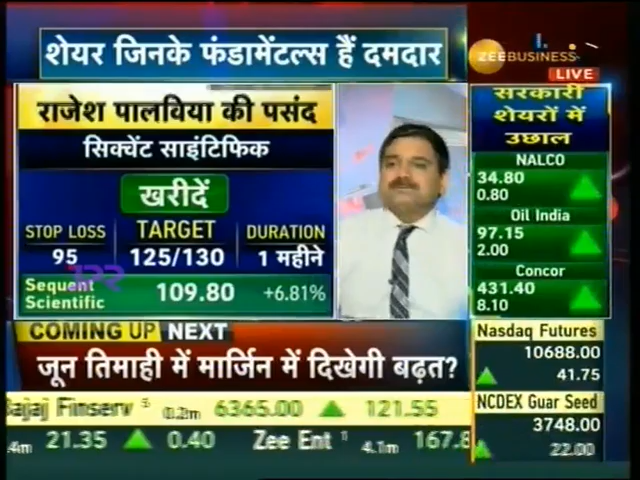 शेयर जिनके फंडामेंटल्स हैं दमदार
ZEEBUSINESS
LIVE
राजेश पालविया की पसंद
सिक्वेंट साइंटिफिक
खरीदें
STOP LOSS
95
TARGET
125/130
DURATION
1 महीने
Sequent
Scientific
109.80
+6.81%
सरकारी
शेयरों में
उछाल
NALCO
34.80
0.80
Oil India
97.15
2.00
Concor
431.40
8.10
COMING UP NEXT
जून तिमाही में मार्जिन में दिखेगी बढ़त?
Nasdaq Futures
10688.00
41.75
NCDEX Guar Seed
3748.00
22.00
Bajaj Finserv 0.2m 6365.00 121.55
21.35 0.40 Zee Ent 4.1m 167.8